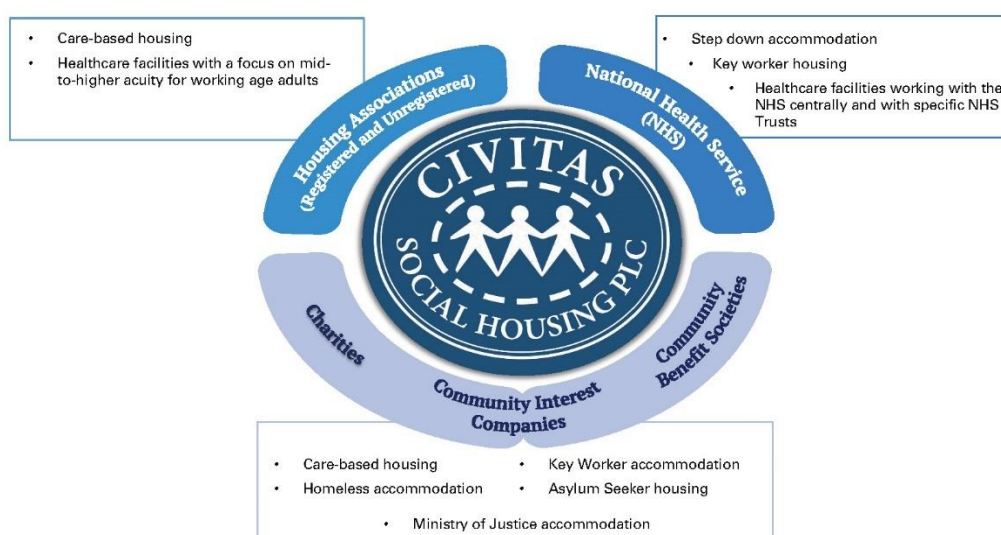 • Care-based housing
• Healthcare facilities with a focus on mid-
to-higher acuity for working age adults
• Step down accommodation
• Key worker housing
• Healthcare facilities working with the
NHS centrally and with specific NHS
Trusts
Housing Associations
(Registered and Unregistered)
National Health Service
(NHS)
CIVITAS
SOCIAL HOUSING PLC
Charities
Community Interest
Companies
Community
Benefit Societies
• Care-based housing
• Key Worker accommodation
• Homeless accommodation
• Asylum Seeker housing
• Ministry of Justice accommodation